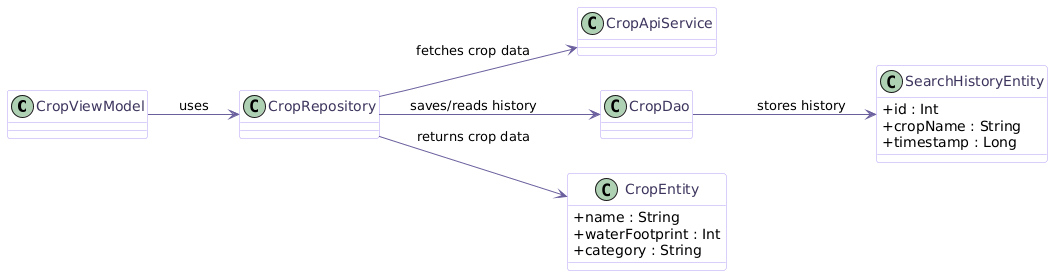 C CropViewModel
uses
C CropRepository
fetches crop data
C CropApiService
saves/reads history
C CropDao
stores history
C SearchHistoryEntity
+id : Int
+cropName : String
+timestamp : Long
returns crop data
C CropEntity
+name : String
+waterFootprint : Int
+category : String